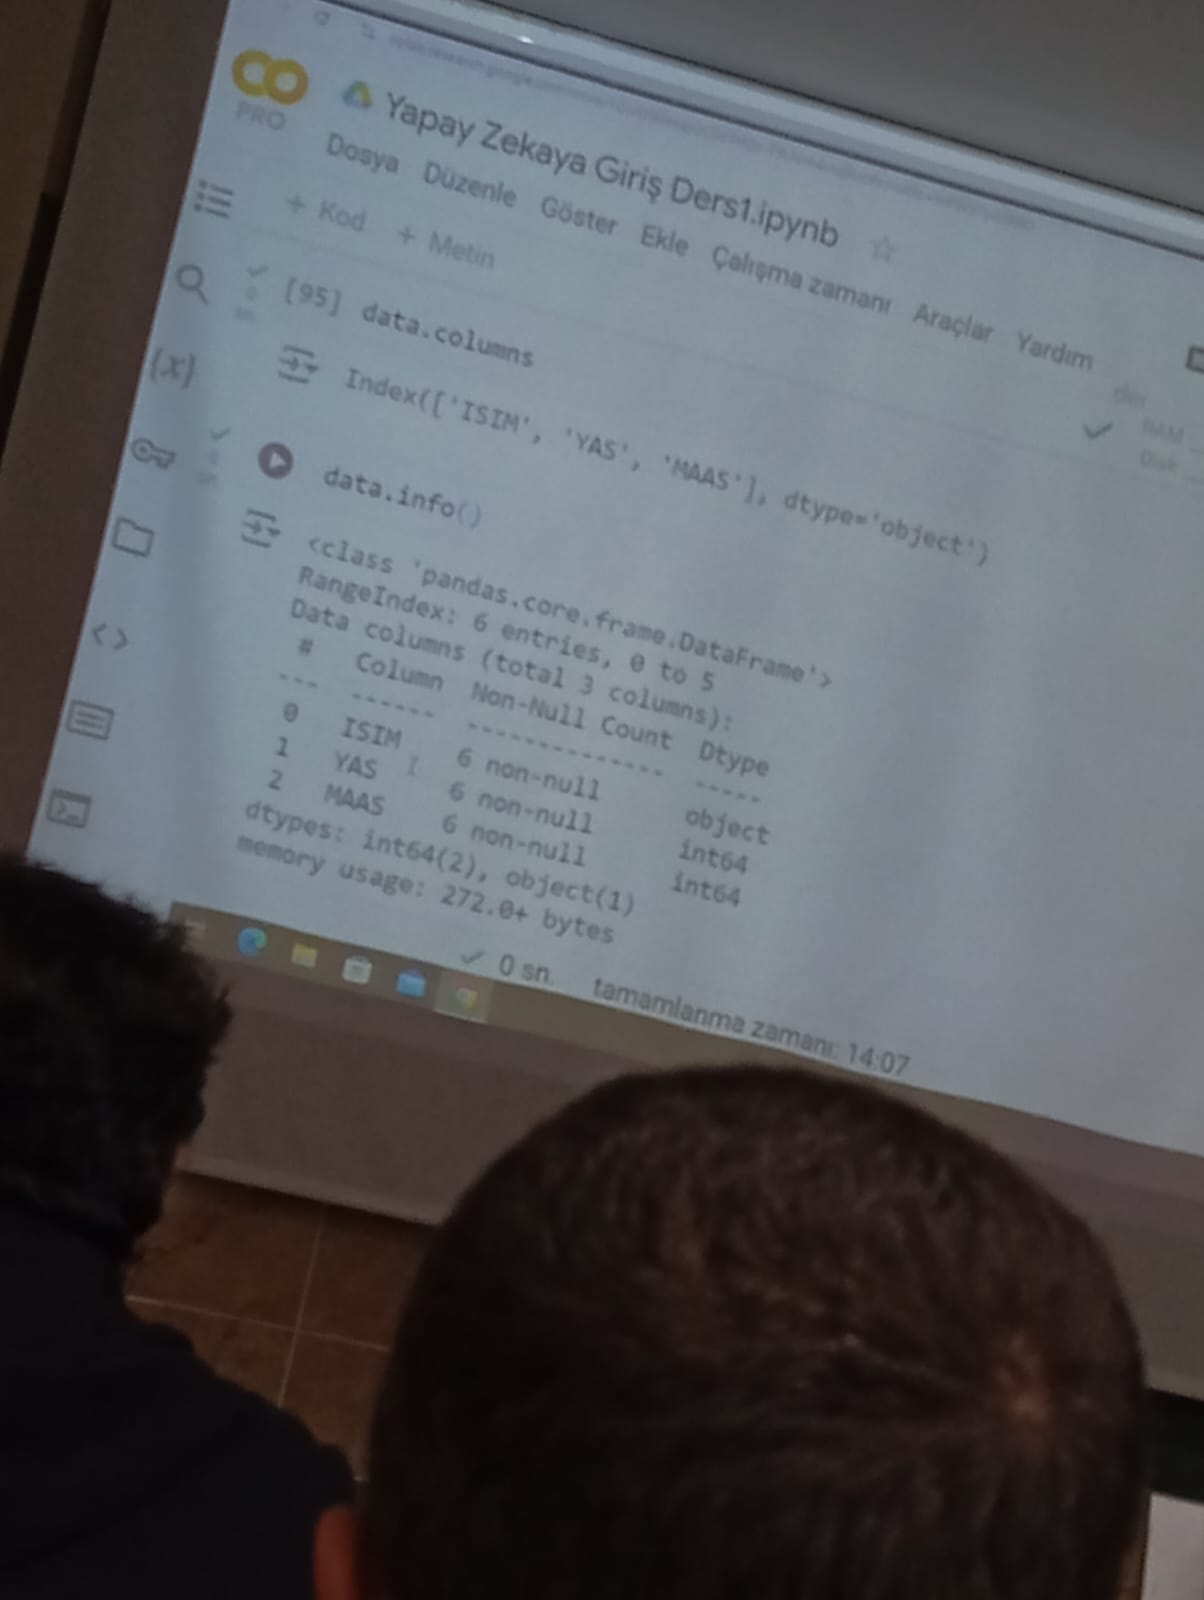 CO
PRO
Yapay Zekaya Giriş Ders1.ipynb
Dosya Düzenle Göster Ekle Çalışma zamanı Araçlar Yardım
+ Kod + Metin
RAM
Disk
[95] data.columns
Index(['ISIM', 'YAS', 'MAAS'], dtype='object')
{x}
data.info()
<class 'pandas.core.frame.DataFrame'>
RangeIndex: 6 entries, 0 to 5
Data columns (total 3 columns):
# Column Non-Null Count Dtype
--- ------ -------------- -----
0 ISIM 6 non-null object
1 YAS 6 non-null int64
2 MAAS 6 non-null int64
dtypes: int64(2), object(1)
memory usage: 272.0+ bytes
0 sn. tamamlanma zamanı: 14:07